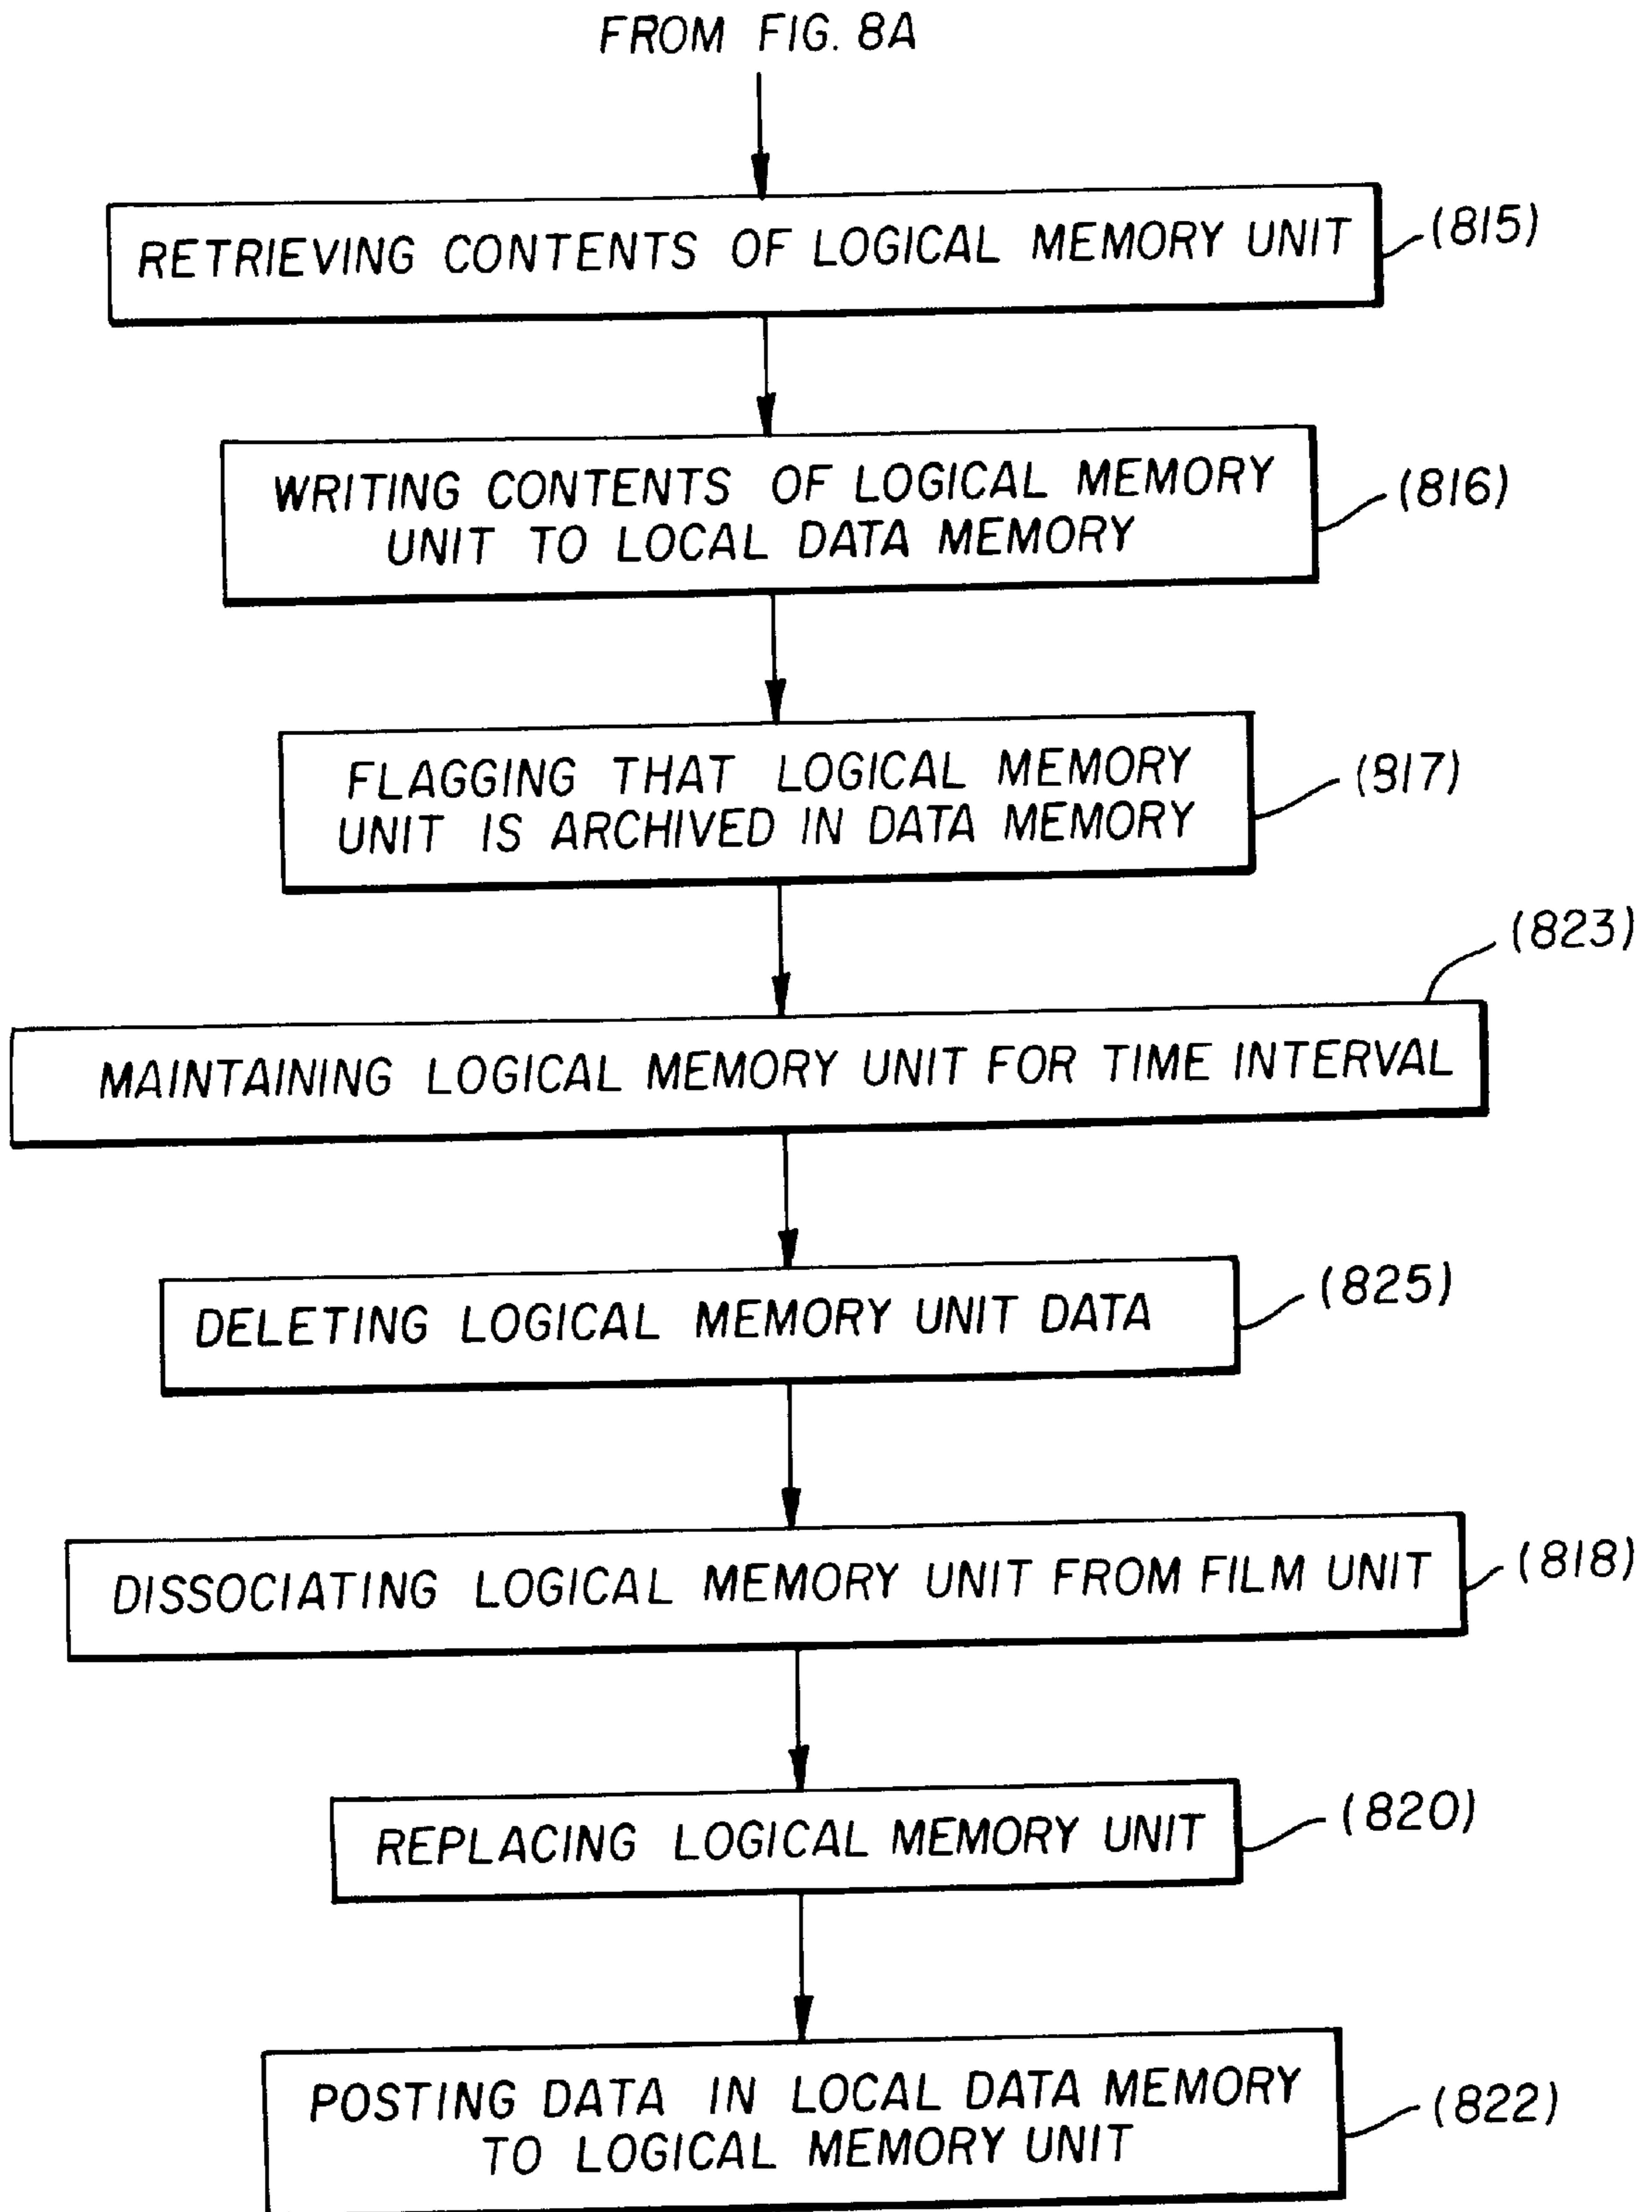 FROM FIG. 8A
RETRIEVING CONTENTS OF LOGICAL MEMORY UNIT
(815)
WRITING CONTENTS OF LOGICAL MEMORY
UNIT TO LOCAL DATA MEMORY
(816)
FLAGGING THAT LOGICAL MEMORY
UNIT IS ARCHIVED IN DATA MEMORY
(817)
(823)
MAINTAINING LOGICAL MEMORY UNIT FOR TIME INTERVAL
DELETING LOGICAL MEMORY UNIT DATA
(825)
DISSOCIATING LOGICAL MEMORY UNIT FROM FILM UNIT
(818)
REPLACING LOGICAL MEMORY UNIT
(820)
POSTING DATA IN LOCAL DATA MEMORY
TO LOGICAL MEMORY UNIT
(822)